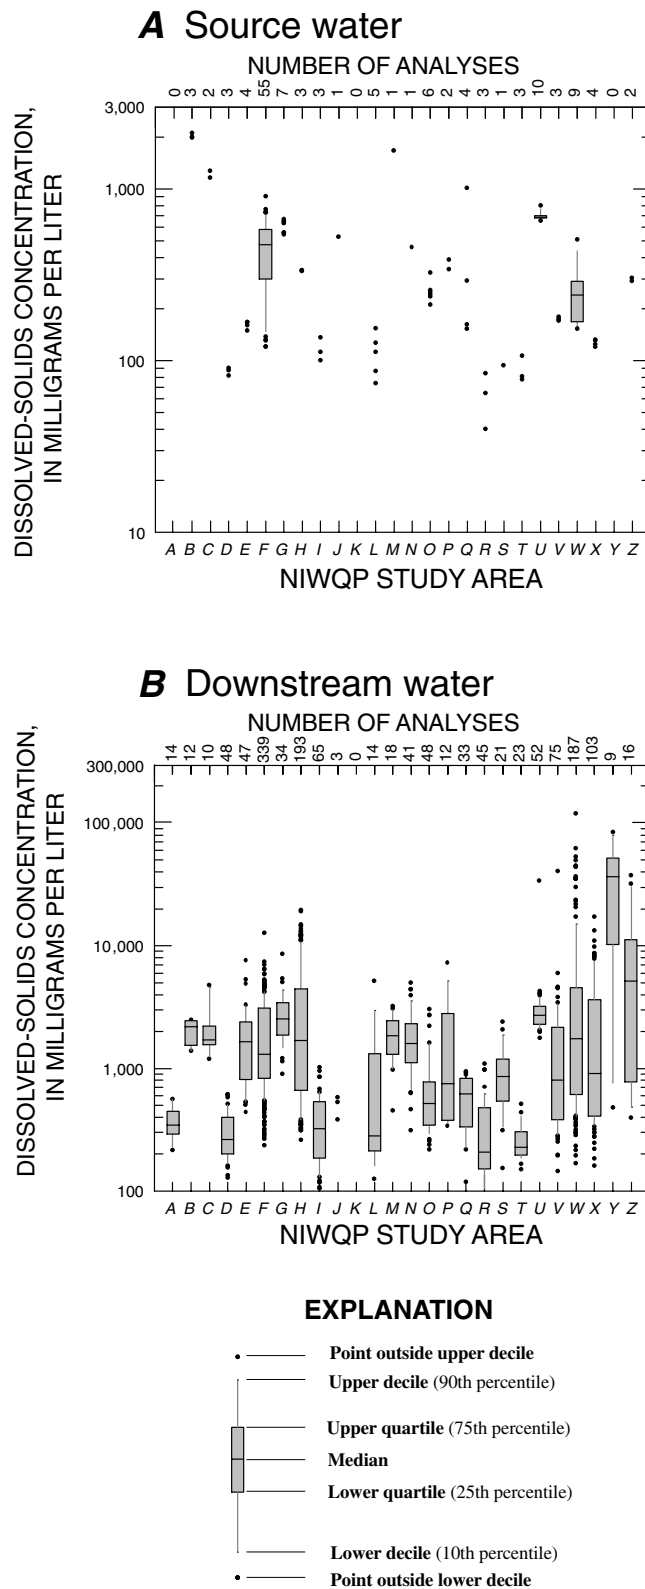 A Source water
NUMBER OF ANALYSES
0 3 2 3 4 55 7 3 3 1 0 5 1 1 6 2 4 3 1 3 10 3 9 4 0 2
DISSOLVED-SOLIDS CONCENTRATION,
IN MILLIGRAMS PER LITER
3,000
1,000
100
10
A B C D E F G H I J K L M N O P Q R S T U V W X Y Z
NIWQP STUDY AREA
B Downstream water
NUMBER OF ANALYSES
14 12 10 48 47 339 34 193 65 3 0 14 18 41 48 12 33 45 21 23 52 75 187 103 9 16
DISSOLVED-SOLIDS CONCENTRATION,
IN MILLIGRAMS PER LITER
300,000
100,000
10,000
1,000
100
A B C D E F G H I J K L M N O P Q R S T U V W X Y Z
NIWQP STUDY AREA
EXPLANATION
Point outside upper decile
Upper decile (90th percentile)
Upper quartile (75th percentile)
Median
Lower quartile (25th percentile)
Lower decile (10th percentile)
Point outside lower decile